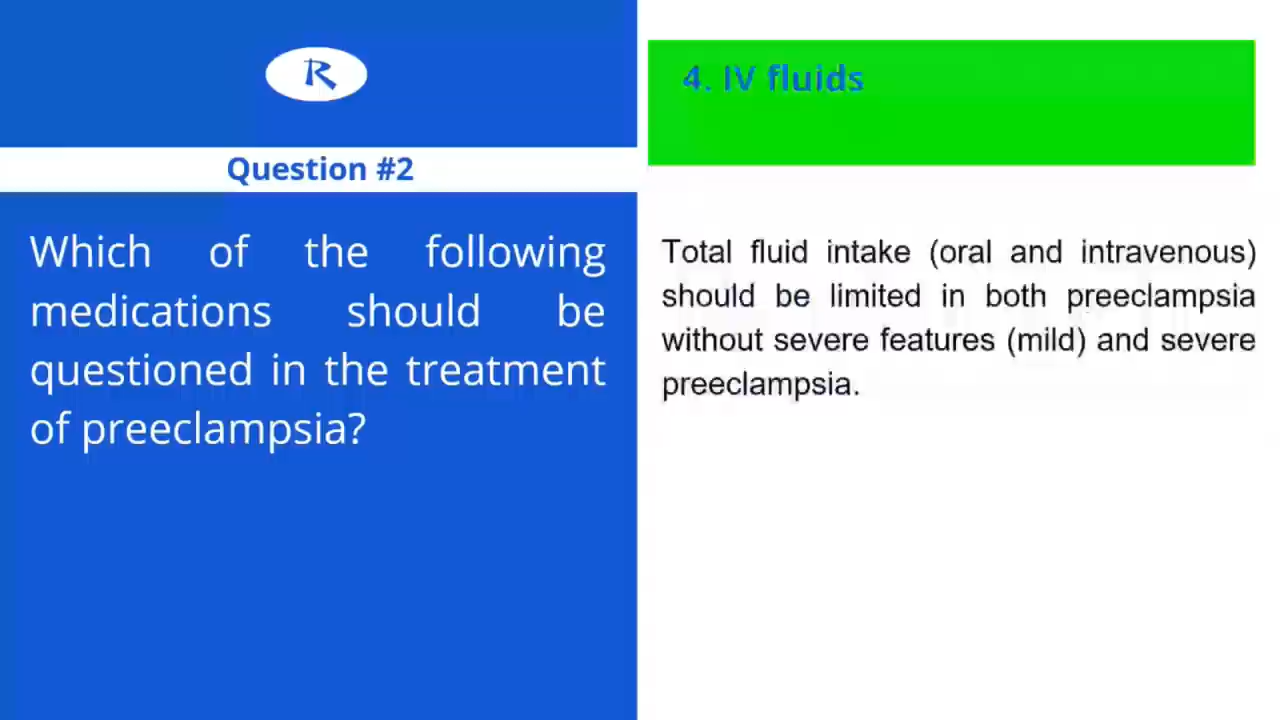 R
Question #2
Which of the following
medications should be
questioned in the treatment
of preeclampsia?
4. IV fluids
Total fluid intake (oral and intravenous)
should be limited in both preeclampsia
without severe features (mild) and severe
preeclampsia.